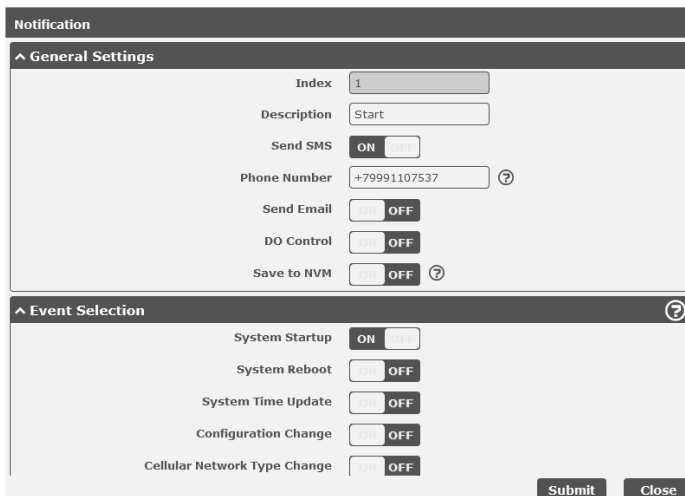 Notification
^ General Settings
Index 1
Description Start
Send SMS ON OFF
Phone Number +79991107537 ?
Send Email ON OFF
DO Control ON OFF
Save to NVM ON OFF ?
^ Event Selection ?
System Startup ON OFF
System Reboot ON OFF
System Time Update ON OFF
Configuration Change ON OFF
Cellular Network Type Change ON OFF
Submit Close